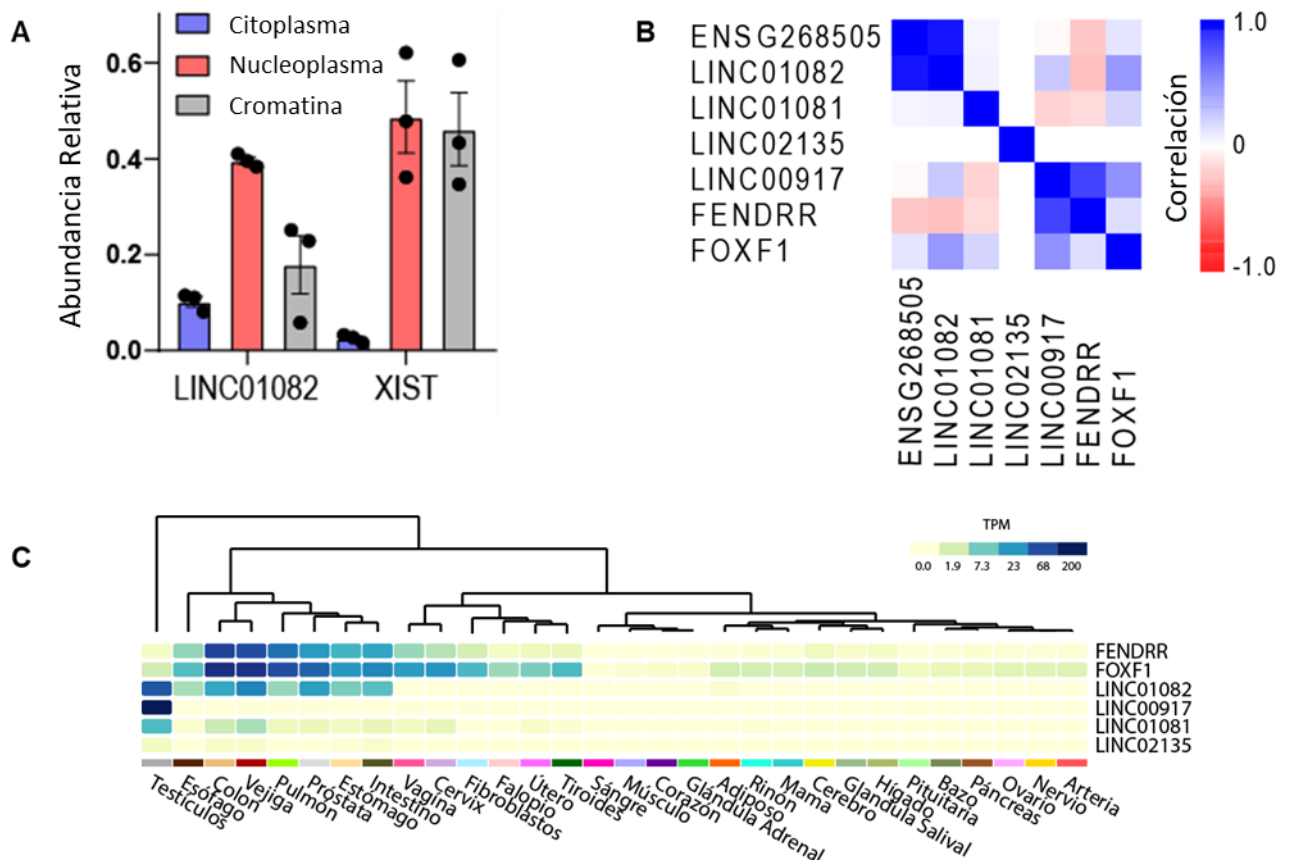 A
Abundancia Relativa
Citoplasma
Nucleoplasma
Cromatina
0.6
0.4
0.2
0.0
LINC01082
XIST
B
ENSG268505
LINC01082
LINC01081
LINC02135
LINC00917
FENDRR
FOXF1
ENSG268505
LINC01082
LINC01081
LINC02135
LINC00917
FENDRR
FOXF1
Correlación
1.0
0
-1.0
C
TPM
0.0 1.9 7.3 23 68 200
FENDRR
FOXF1
LINC01082
LINC00917
LINC01081
LINC02135
Testículos
Esófago
Colon
Vejiga
Pulmón
Próstata
Estómago
Intestino
Vagina
Cervix
Fibroblastos
Falopio
Útero
Tiroides
Sángre
Músculo
Corazón
Glándula Adrenal
Adiposo
Rinón
Mama
Cerebro
Glandula Salival
Hígado
Pituitaria
Bazo
Páncreas
Ovario
Nervio
Arteria